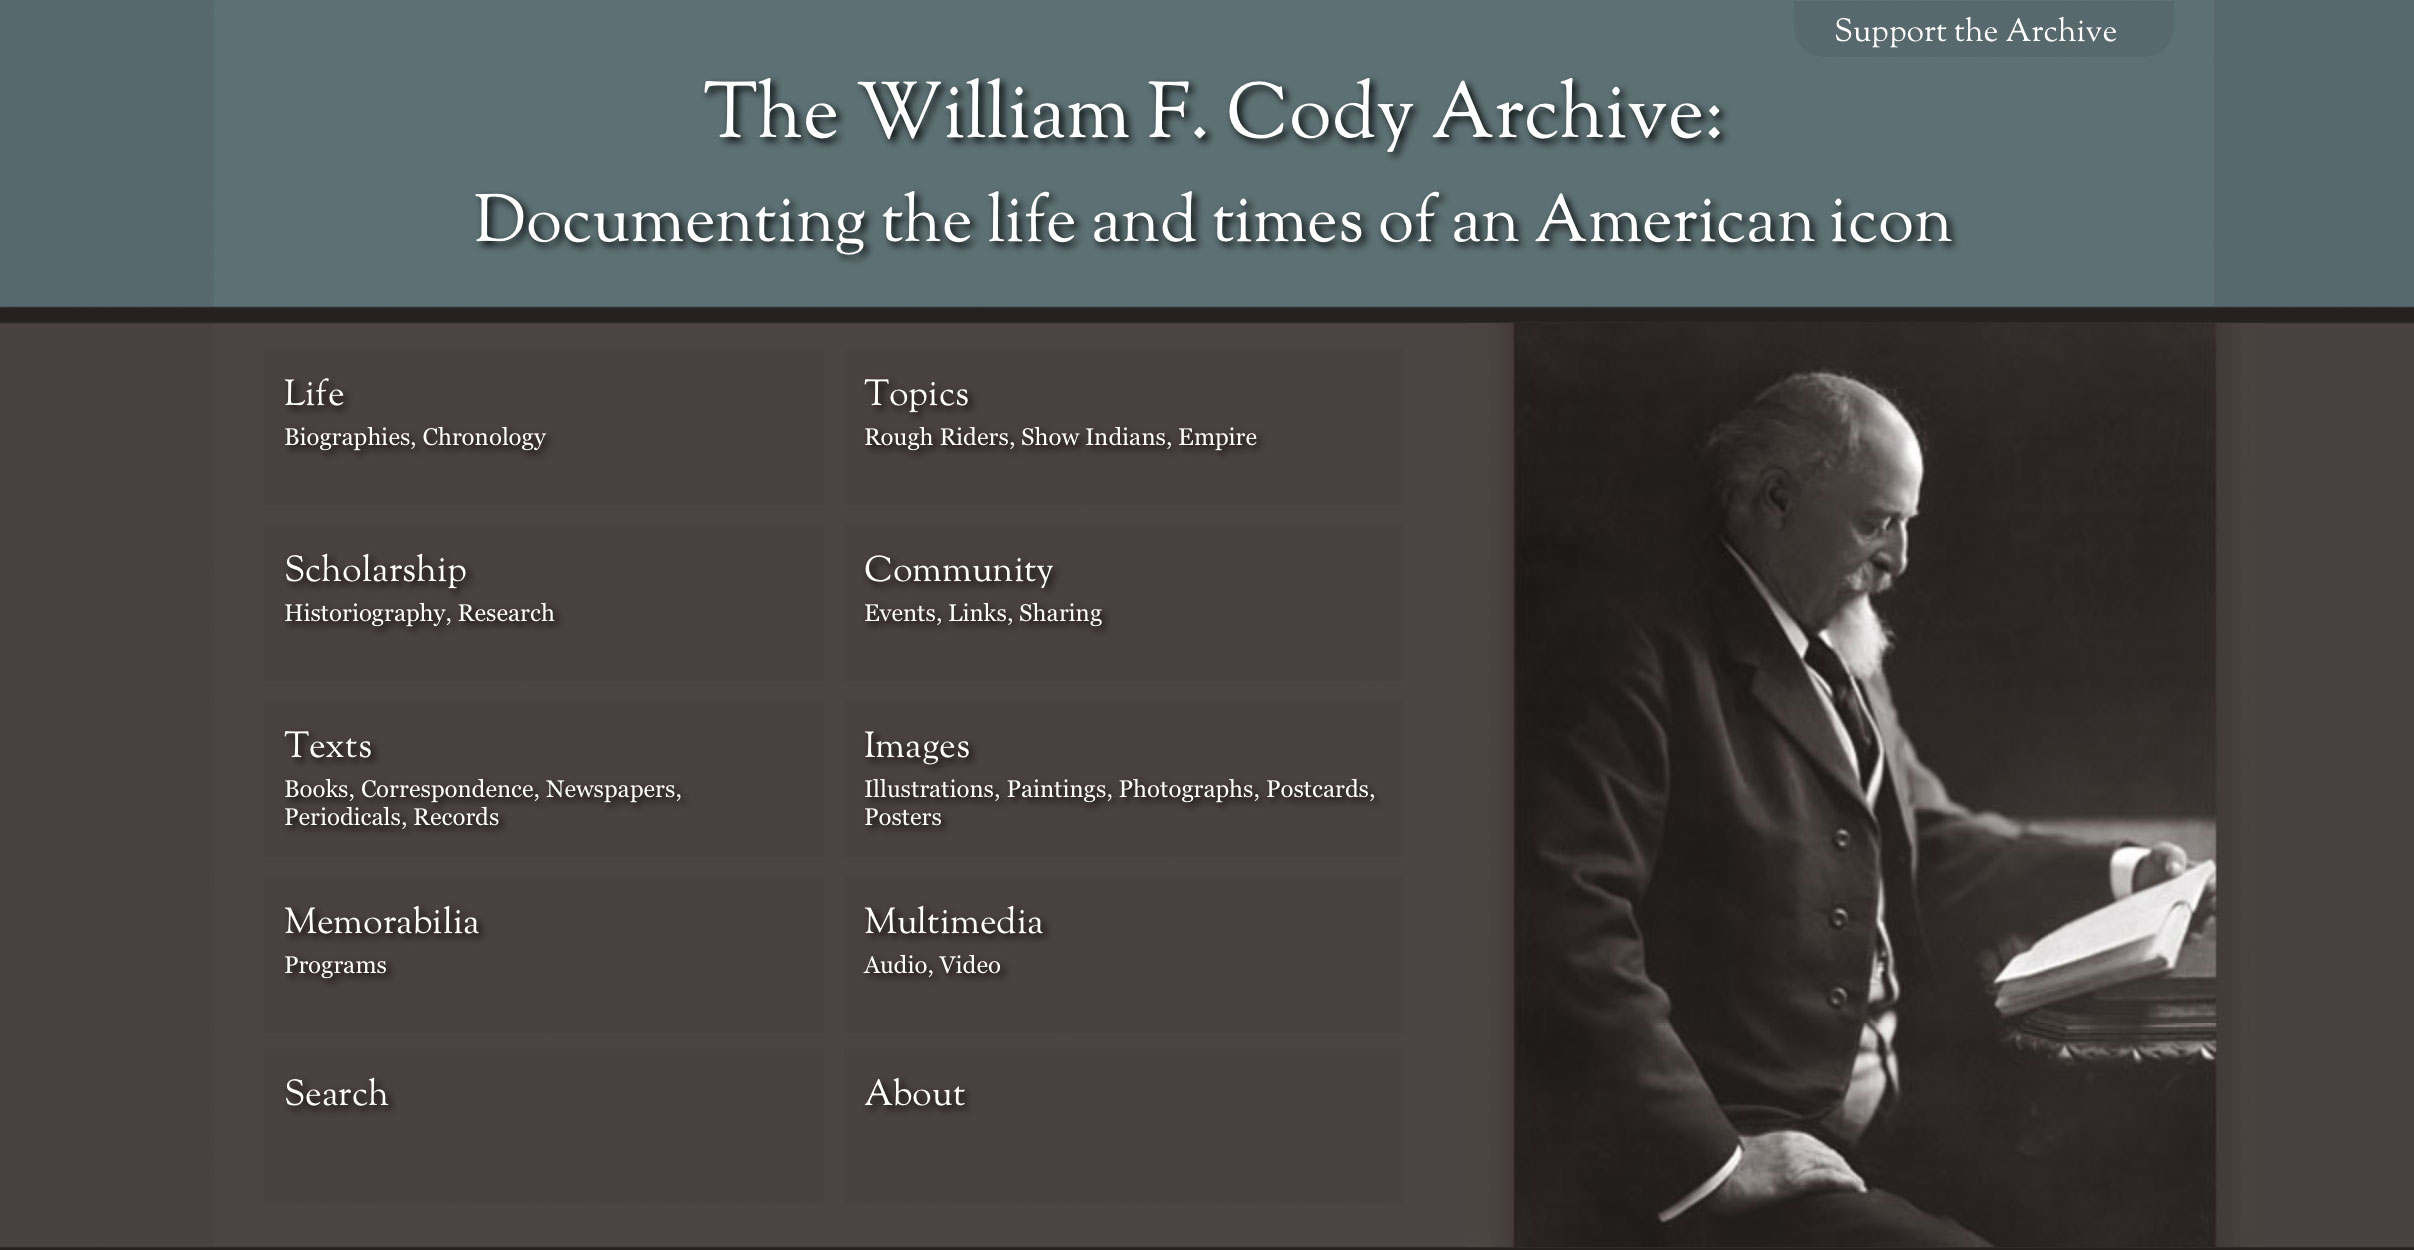 Support the Archive
The William F. Cody Archive:
Documenting the life and times of an American icon
Life
Biographies, Chronology
Topics
Rough Riders, Show Indians, Empire
Scholarship
Historiography, Research
Community
Events, Links, Sharing
Texts
Books, Correspondence, Newspapers,
Periodicals, Records
Images
Illustrations, Paintings, Photographs, Postcards,
Posters
Memorabilia
Programs
Multimedia
Audio, Video
Search
About